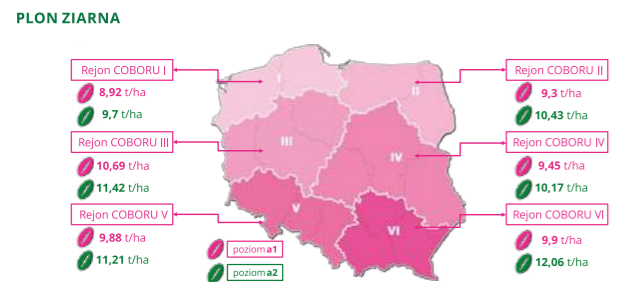 PLON ZIARNA
Rejon COBORU I
8,92 t/ha
9,7 t/ha
Rejon COBORU II
9,3 t/ha
10,43 t/ha
Rejon COBORU III
10,69 t/ha
11,42 t/ha
Rejon COBORU IV
9,45 t/ha
10,17 t/ha
Rejon COBORU V
9,88 t/ha
11,21 t/ha
Rejon COBORU VI
9,9 t/ha
12,06 t/ha
I
II
III
IV
V
VI
poziom a1
poziom a2